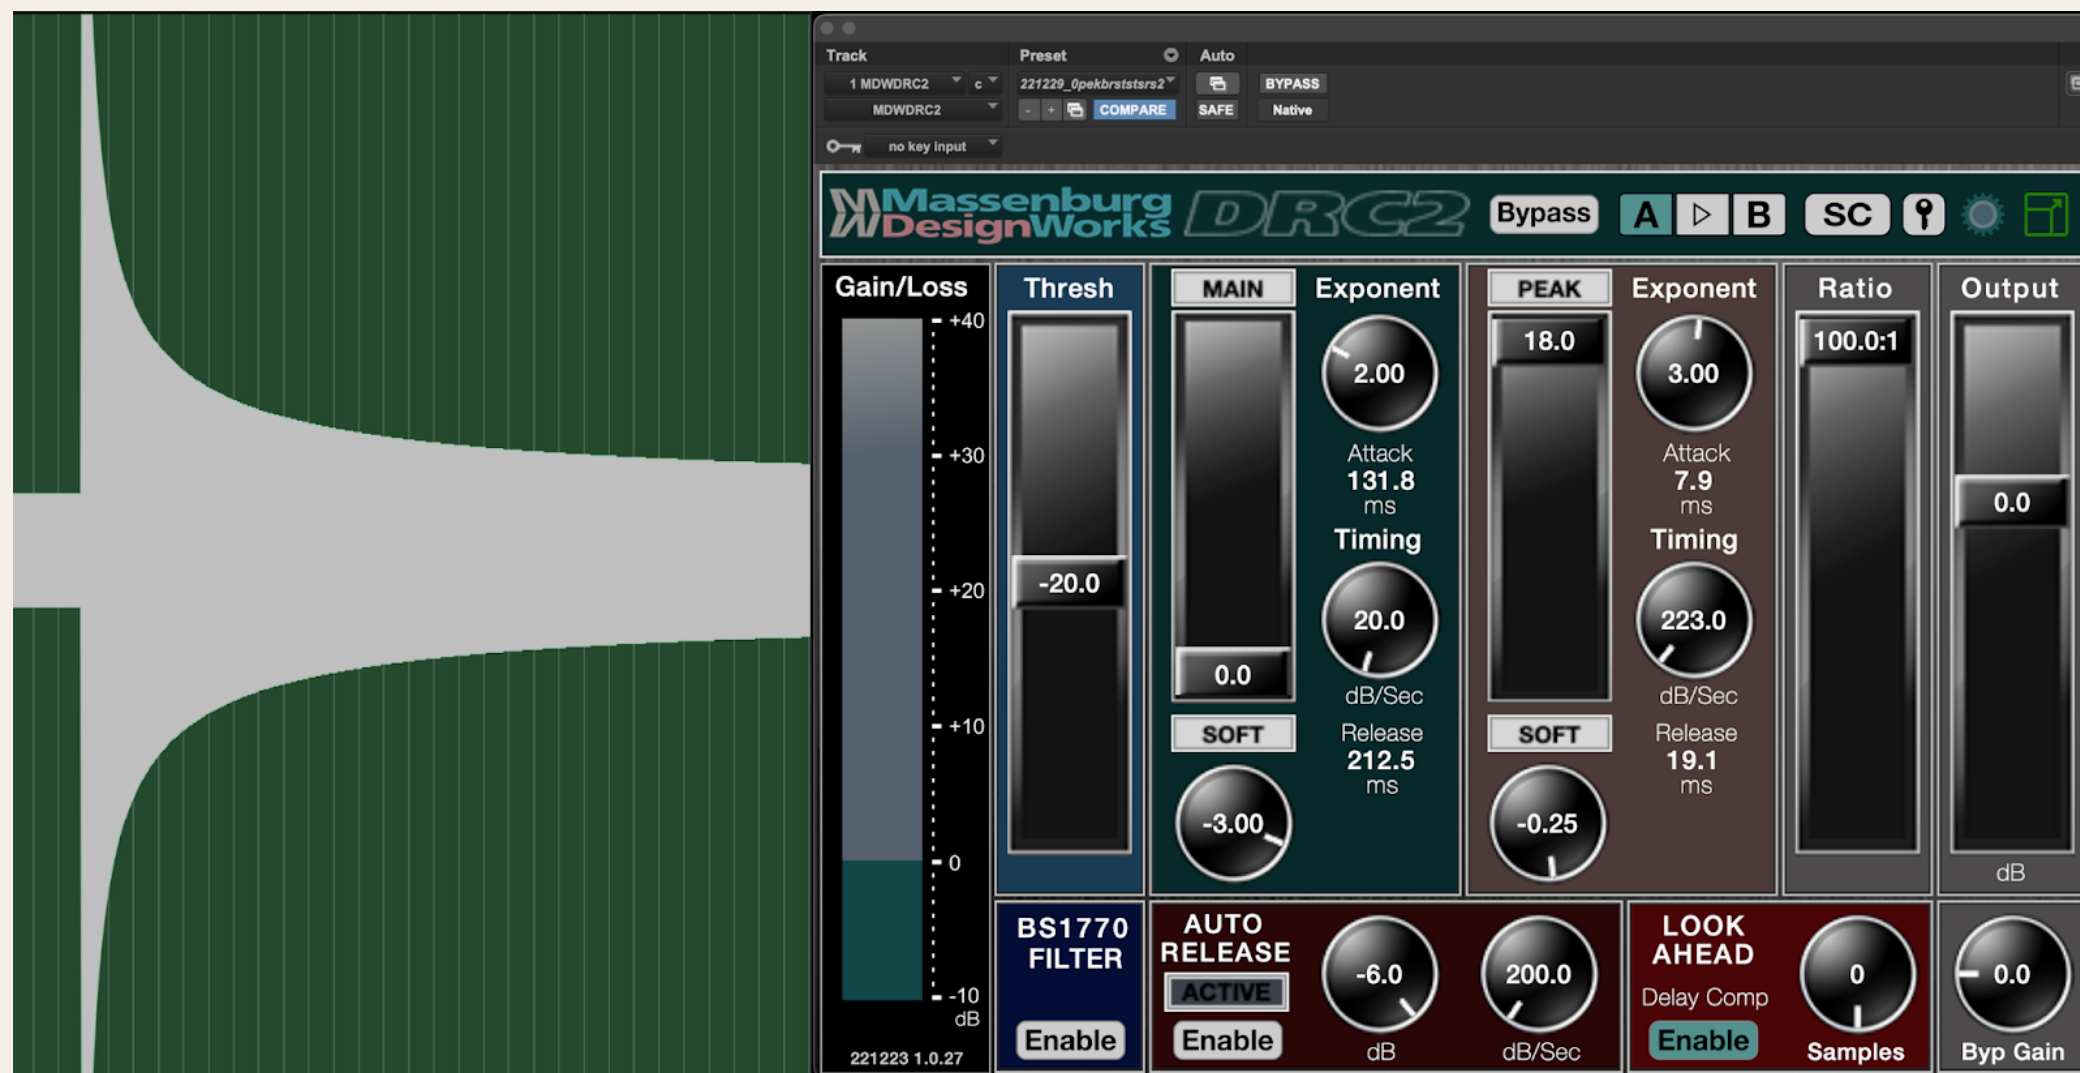 Track
Preset
Auto
1 MDWDRC2
c
221229_0pekbrststsrs2
BYPASS
MDWDRC2
- + COMPARE
SAFE
Native
no key input
Massenburg
DesignWorks
DRC2
Bypass
A
B
SC
Gain/Loss
+40
+30
+20
+10
0
-10
dB
221223 1.0.27
Thresh
-20.0
MAIN
0.0
SOFT
-3.00
Exponent
2.00
Attack
131.8
ms
Timing
20.0
dB/Sec
Release
212.5
ms
PEAK
18.0
SOFT
-0.25
Exponent
3.00
Attack
7.9
ms
Timing
223.0
dB/Sec
Release
19.1
ms
Ratio
100.0:1
Output
0.0
dB
BS1770
FILTER
Enable
AUTO
RELEASE
ACTIVE
Enable
-6.0
dB
200.0
dB/Sec
LOOK
AHEAD
Delay Comp
Enable
0
Samples
0.0
Byp Gain